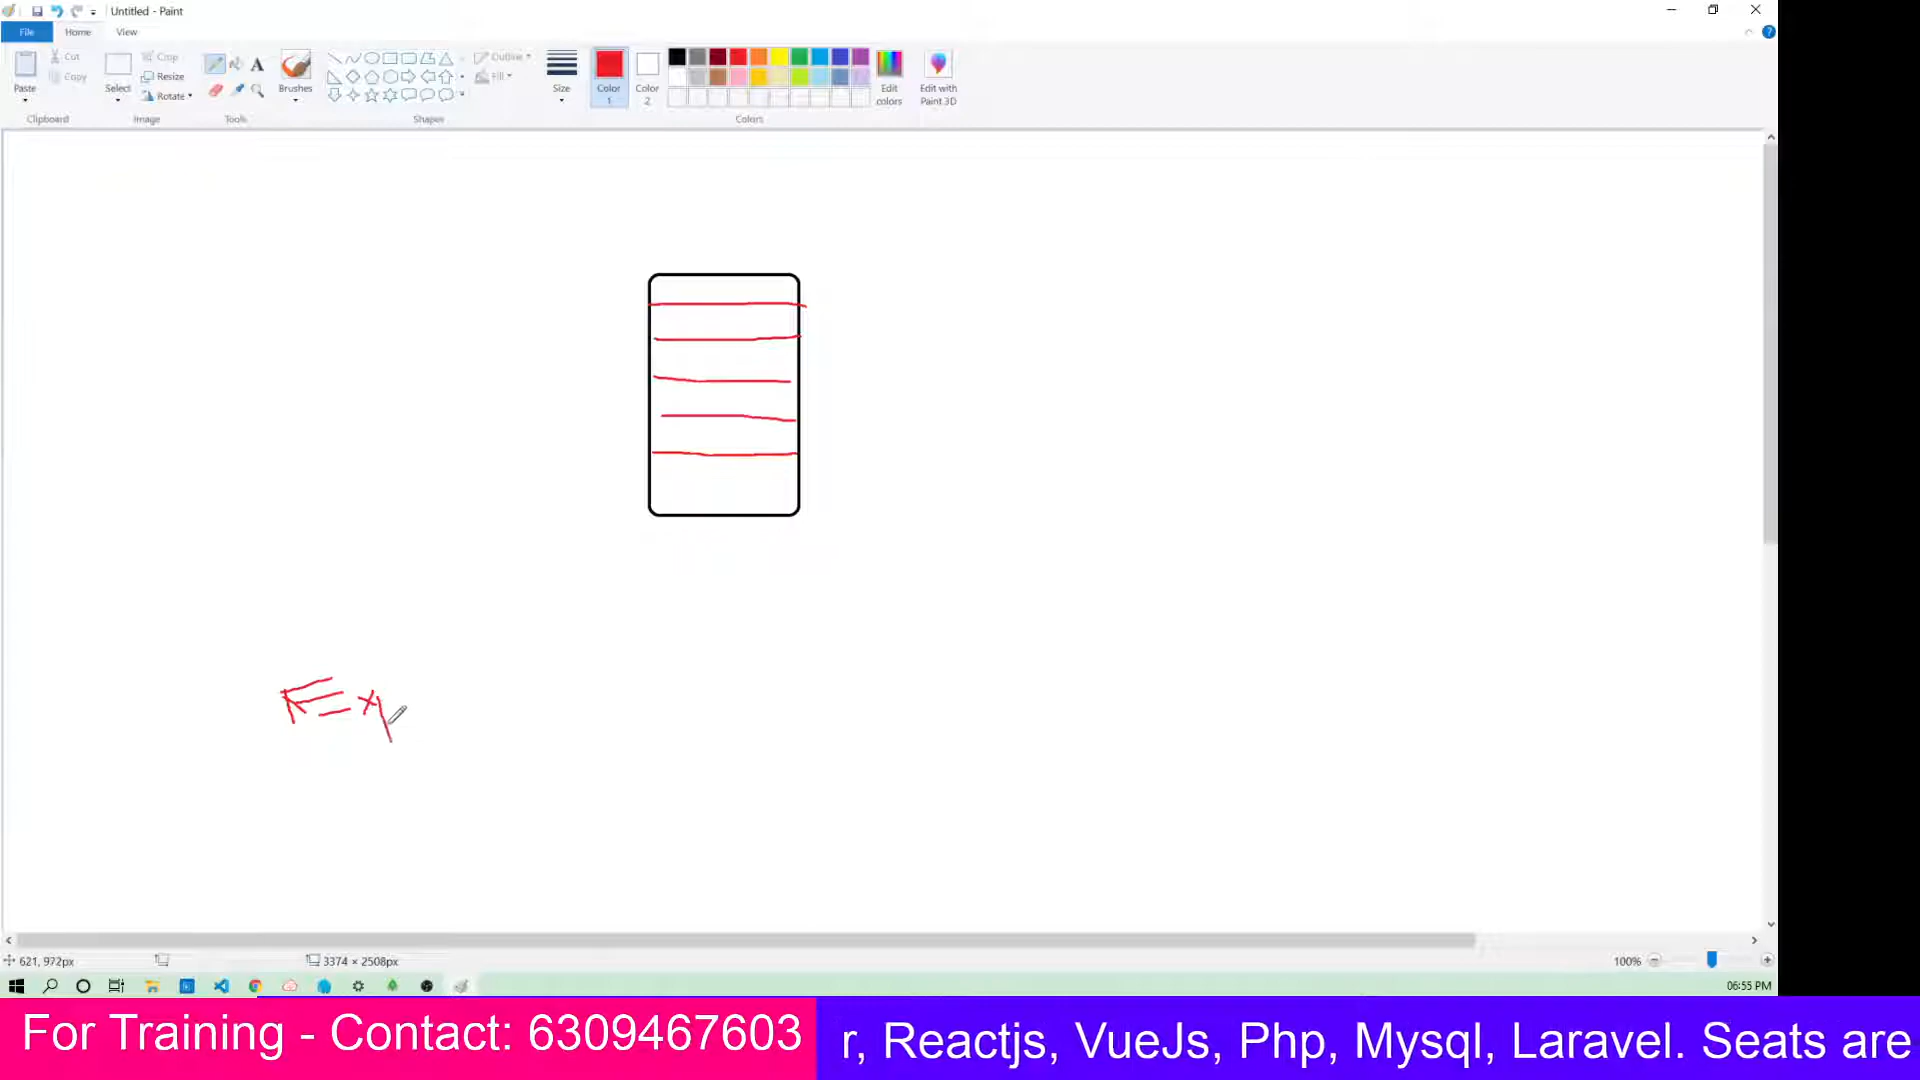 Untitled - Paint
File Home View
Paste
Cut
Copy
Clipboard
Select
Crop
Resize
Rotate
Image
Tools
Brushes
Outline
Fill
Shapes
Size
Color 1
Color 2
Edit colors
Edit with Paint 3D
Colors
621, 972px
3374 × 2508px
100%
06:55 PM
For Training - Contact: 6309467603
r, Reactjs, VueJs, Php, Mysql, Laravel. Seats are